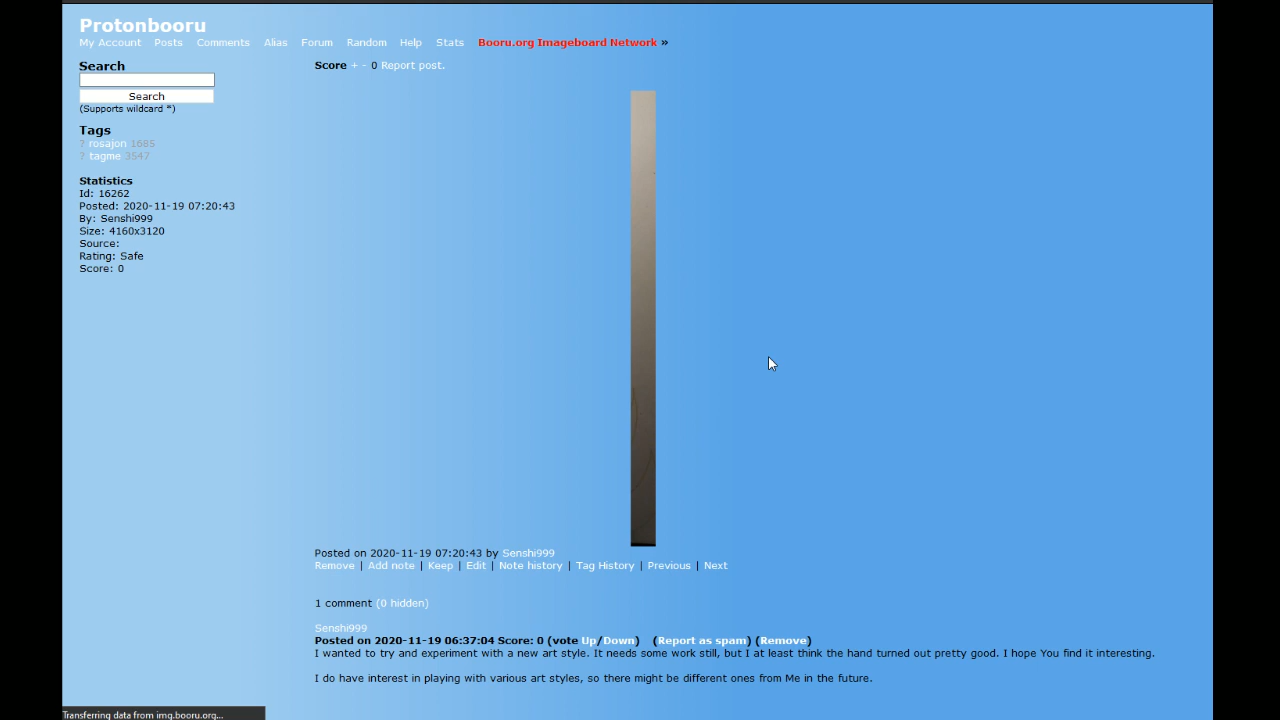 Protonbooru
My Account Posts Comments Alias Forum Random Help Stats Booru.org Imageboard Network »
Search
Search
(Supports wildcard *)
Tags
? rosajon 1685
? tagme 3547
Statistics
Id: 16262
Posted: 2020-11-19 07:20:43
By: Senshi999
Size: 4160x3120
Source:
Rating: Safe
Score: 0
Score + - 0 Report post.
Posted on 2020-11-19 07:20:43 by Senshi999
Remove | Add note | Keep | Edit | Note history | Tag History | Previous | Next
1 comment (0 hidden)
Senshi999
Posted on 2020-11-19 06:37:04 Score: 0 (vote Up/Down) (Report as spam) (Remove)
I wanted to try and experiment with a new art style. It needs some work still, but I at least think the hand turned out pretty good. I hope You find it interesting.
I do have interest in playing with various art styles, so there might be different ones from Me in the future.
Transferring data from img.booru.org...